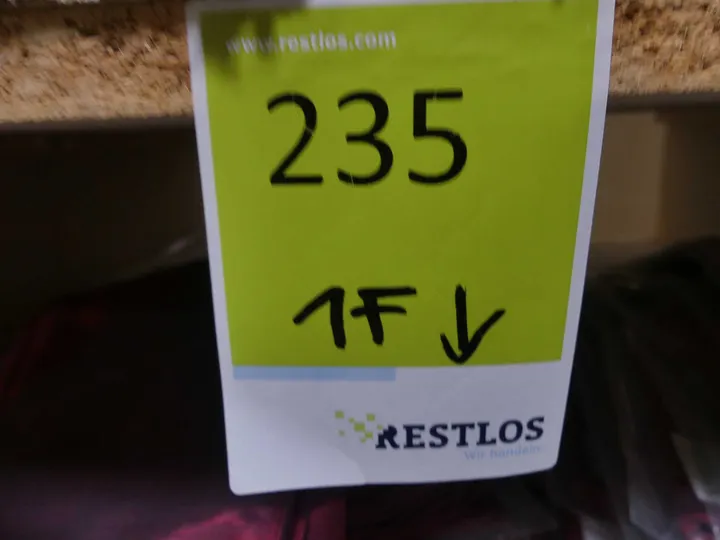 www.restlos.com
235
1F ↓
RESTLOS
Wir handeln.